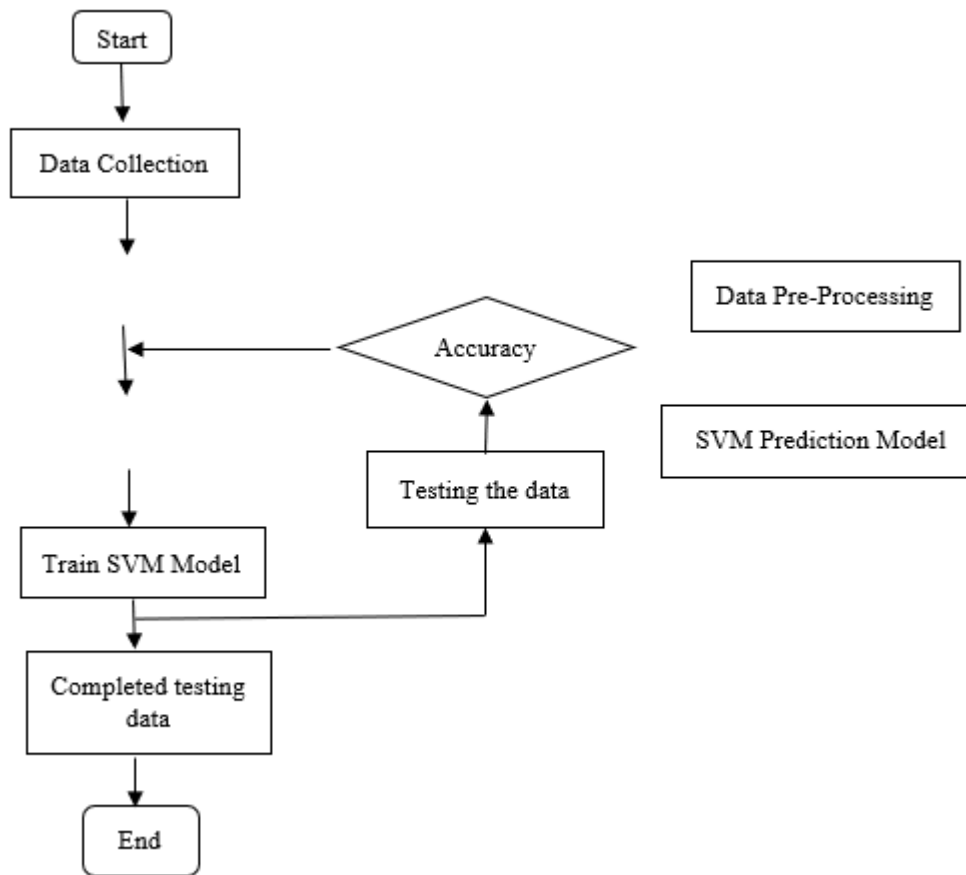 Start
Data Collection
Data Pre-Processing
Accuracy
SVM Prediction Model
Testing the data
Train SVM Model
Completed testing
data
End